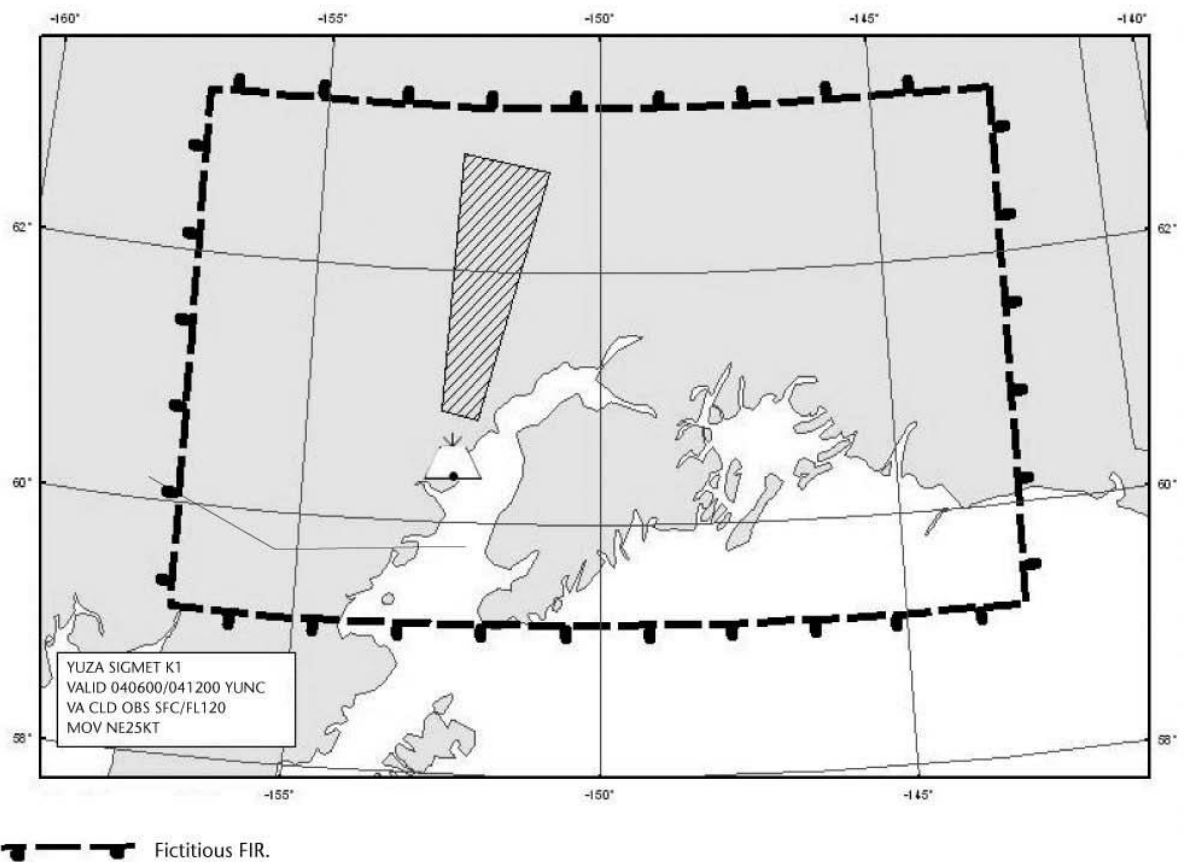 -160° -155° -150° -145° -140°
62° 62°
60° 60°
YUZA SIGMET K1
VALID 040600/041200 YUNC
VA CLD OBS SFC/FL120
MOV NE25KT
58° 58°
-155° -150° -145°
Fictitious FIR.